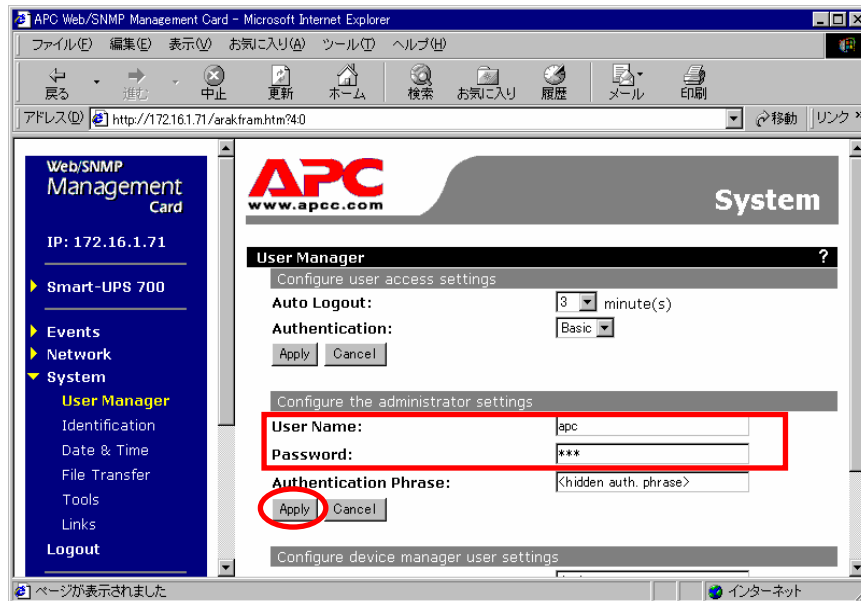 APC Web/SNMP Management Card - Microsoft Internet Explorer
ファイル(F) 編集(E) 表示(V) お気に入り(A) ツール(T) ヘルプ(H)
戻る 進む 中止 更新 ホーム 検索 お気に入り 履歴 メール 印刷
アドレス(D) http://172.16.1.71/arakfram.htm?4.0 移動 リンク »
Web/SNMP
Management
Card
IP: 172.16.1.71
Smart-UPS 700
Events
Network
System
User Manager
Identification
Date & Time
File Transfer
Tools
Links
Logout
APC
www.apcc.com
System
User Manager ?
Configure user access settings
Auto Logout: 3 minute(s)
Authentication: Basic
Apply Cancel
Configure the administrator settings
User Name: apc
Password: ***
Authentication Phrase: <hidden auth. phrase>
Apply Cancel
Configure device manager user settings
ページが表示されました インターネット